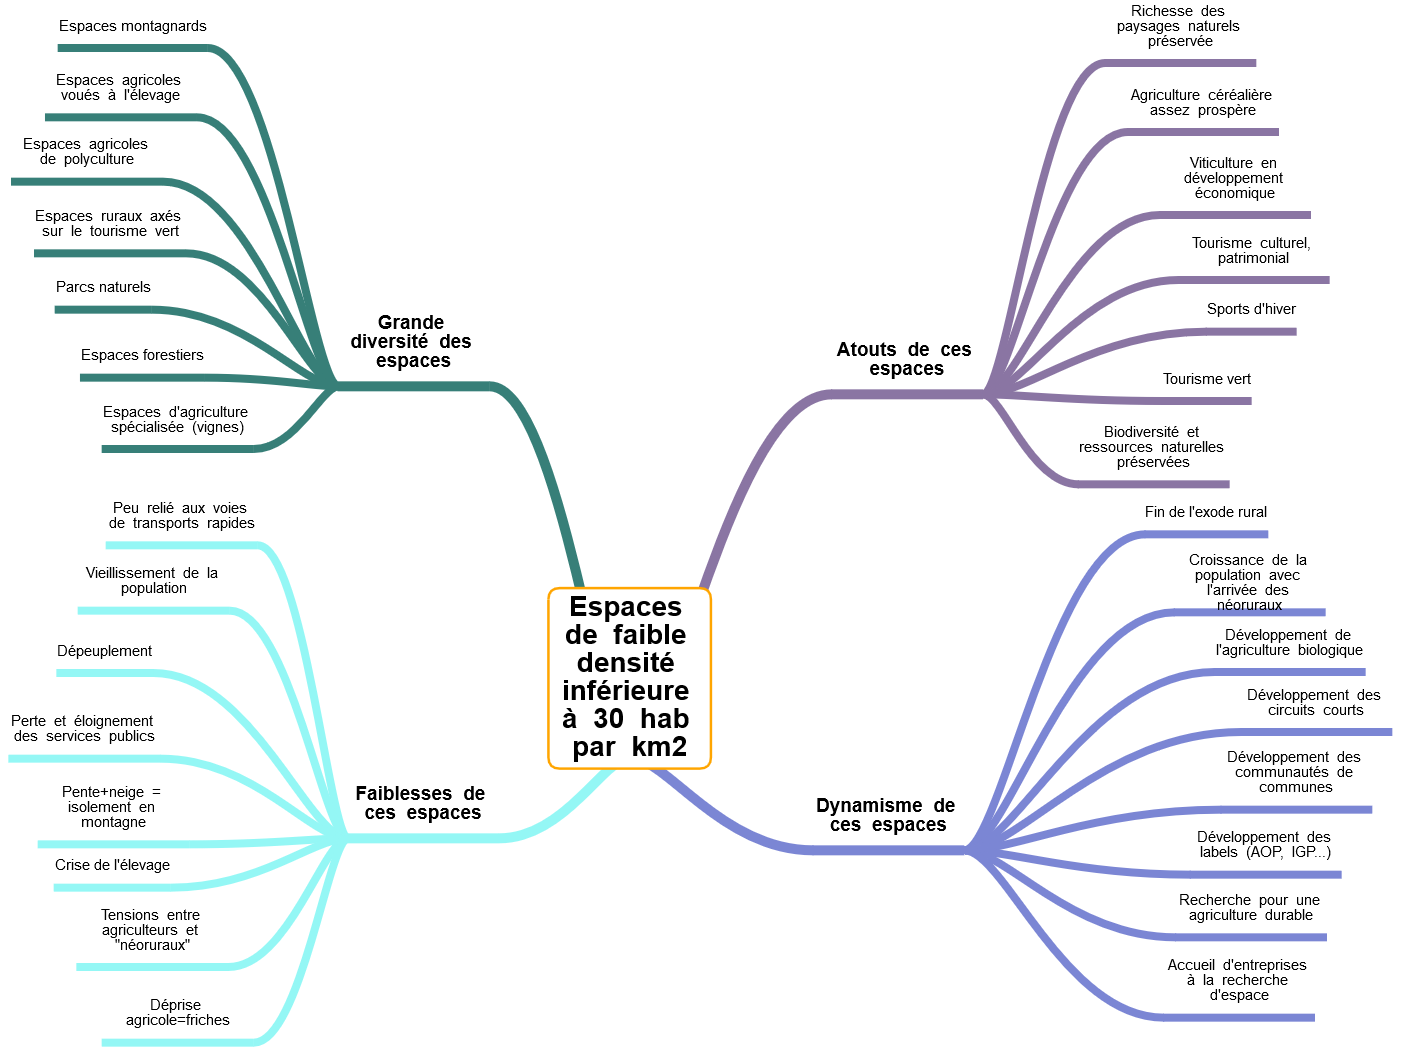 Espaces
de faible
densité
inférieure
à 30 hab
par km2
Grande
diversité des
espaces
Espaces montagnards
Espaces agricoles
voués à l'élevage
Espaces agricoles
de polyculture
Espaces ruraux axés
sur le tourisme vert
Parcs naturels
Espaces forestiers
Espaces d'agriculture
spécialisée (vignes)
Atouts de ces
espaces
Richesse des
paysages naturels
préservée
Agriculture céréalière
assez prospère
Viticulture en
développement
économique
Tourisme culturel,
patrimonial
Sports d'hiver
Tourisme vert
Biodiversité et
ressources naturelles
préservées
Faiblesses de
ces espaces
Peu relié aux voies
de transports rapides
Vieillissement de la
population
Dépeuplement
Perte et éloignement
des services publics
Pente+neige =
isolement en
montagne
Crise de l'élevage
Tensions entre
agriculteurs et
"néoruraux"
Déprise
agricole=friches
Dynamisme de
ces espaces
Fin de l'exode rural
Croissance de la
population avec
l'arrivée des
néoruraux
Développement de
l'agriculture biologique
Développement des
circuits courts
Développement des
communautés de
communes
Développement des
labels (AOP, IGP...)
Recherche pour une
agriculture durable
Accueil d'entreprises
à la recherche
d'espace